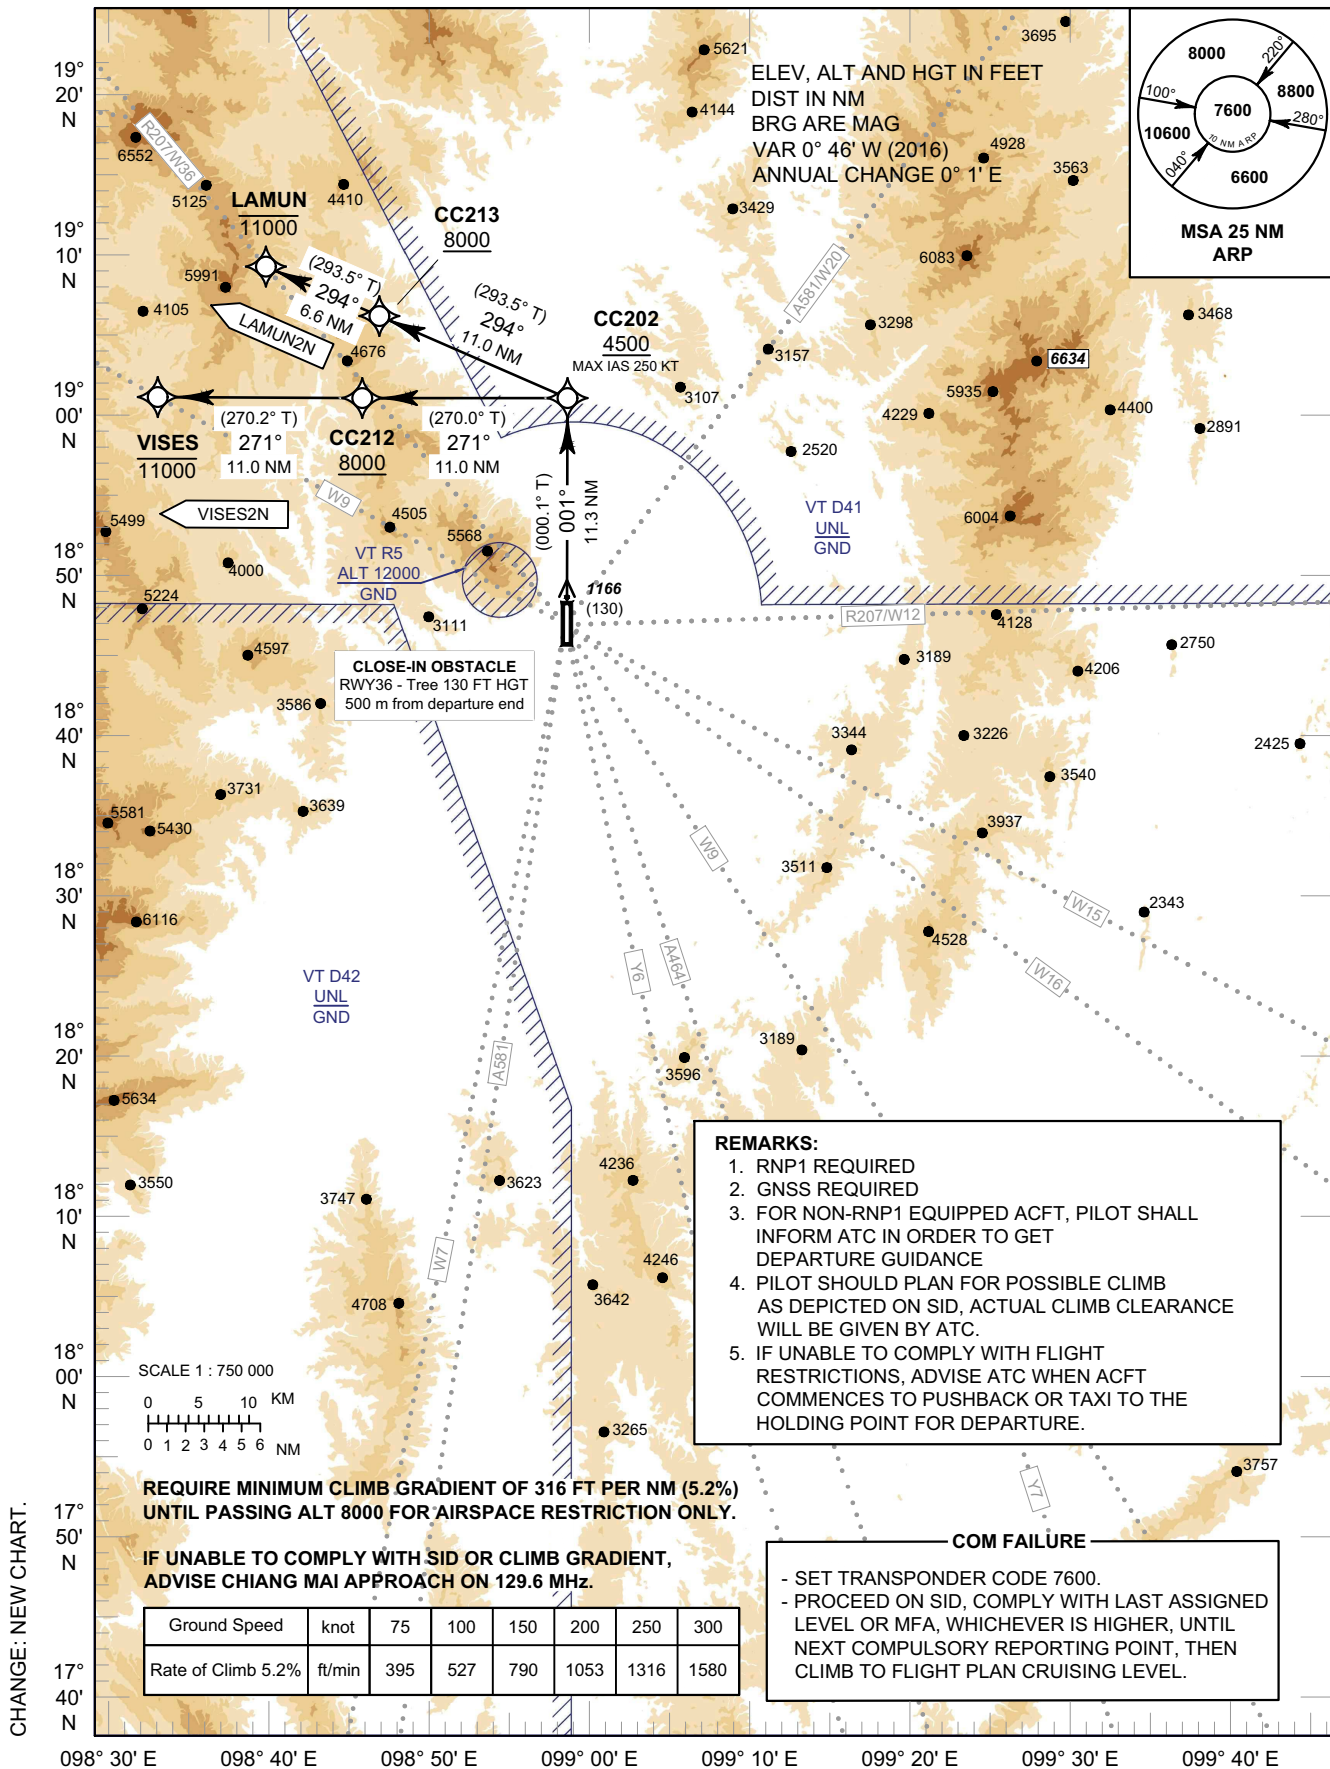 19°
20'
N
19°
10'
N
19°
00'
N
18°
50'
N
18°
40'
N
18°
30'
N
18°
20'
N
18°
10'
N
18°
00'
N
17°
50'
N
17°
40'
N
098° 30' E
098° 40' E
098° 50' E
099° 00' E
099° 10' E
099° 20' E
099° 30' E
099° 40' E
CHANGE: NEW CHART.
ELEV, ALT AND HGT IN FEET
DIST IN NM
BRG ARE MAG
VAR 0° 46' W (2016)
ANNUAL CHANGE 0° 1' E
8000
220°
8800
100°
7600
280°
10 NM ARP
10600
040°
6600
MSA 25 NM
ARP
5621
3695
4144
4928
3563
3429
6083
6552
5125
4410
5991
4105
4676
3298
3468
3157
6634
3107
5935
4229
4400
2891
2520
6004
5499
4505
5568
4000
5224
3111
4597
3586
3189
4128
4206
2750
3344
3226
2425
3540
3731
3639
5581
5430
3937
3511
6116
4528
2343
3189
3596
5634
3550
3747
3623
4236
4246
3642
4708
3265
3757
R207/W36
A581/W20
R207/W12
W9
W9
W15
W16
Y6
A464
A581
W7
Y7
LAMUN
11000
CC213
8000
(293.5° T)
294°
6.6 NM
(293.5° T)
294°
11.0 NM
LAMUN2N
CC202
4500
MAX IAS 250 KT
VISES
11000
(270.2° T)
271°
11.0 NM
CC212
8000
(270.0° T)
271°
11.0 NM
VISES2N
(000.1° T)
001°
11.3 NM
1166
(130)
VT R5
ALT 12000
GND
VT D41
UNL
GND
VT D42
UNL
GND
CLOSE-IN OBSTACLE
RWY36 - Tree 130 FT HGT
500 m from departure end
REMARKS:
1. RNP1 REQUIRED
2. GNSS REQUIRED
3. FOR NON-RNP1 EQUIPPED ACFT, PILOT SHALL
INFORM ATC IN ORDER TO GET
DEPARTURE GUIDANCE
4. PILOT SHOULD PLAN FOR POSSIBLE CLIMB
AS DEPICTED ON SID, ACTUAL CLIMB CLEARANCE
WILL BE GIVEN BY ATC.
5. IF UNABLE TO COMPLY WITH FLIGHT
RESTRICTIONS, ADVISE ATC WHEN ACFT
COMMENCES TO PUSHBACK OR TAXI TO THE
HOLDING POINT FOR DEPARTURE.
SCALE 1 : 750 000
0 5 10 KM
0 1 2 3 4 5 6 NM
REQUIRE MINIMUM CLIMB GRADIENT OF 316 FT PER NM (5.2%)
UNTIL PASSING ALT 8000 FOR AIRSPACE RESTRICTION ONLY.
IF UNABLE TO COMPLY WITH SID OR CLIMB GRADIENT,
ADVISE CHIANG MAI APPROACH ON 129.6 MHz.
Ground Speed knot 75 100 150 200 250 300
Rate of Climb 5.2% ft/min 395 527 790 1053 1316 1580
COM FAILURE
- SET TRANSPONDER CODE 7600.
- PROCEED ON SID, COMPLY WITH LAST ASSIGNED
LEVEL OR MFA, WHICHEVER IS HIGHER, UNTIL
NEXT COMPULSORY REPORTING POINT, THEN
CLIMB TO FLIGHT PLAN CRUISING LEVEL.